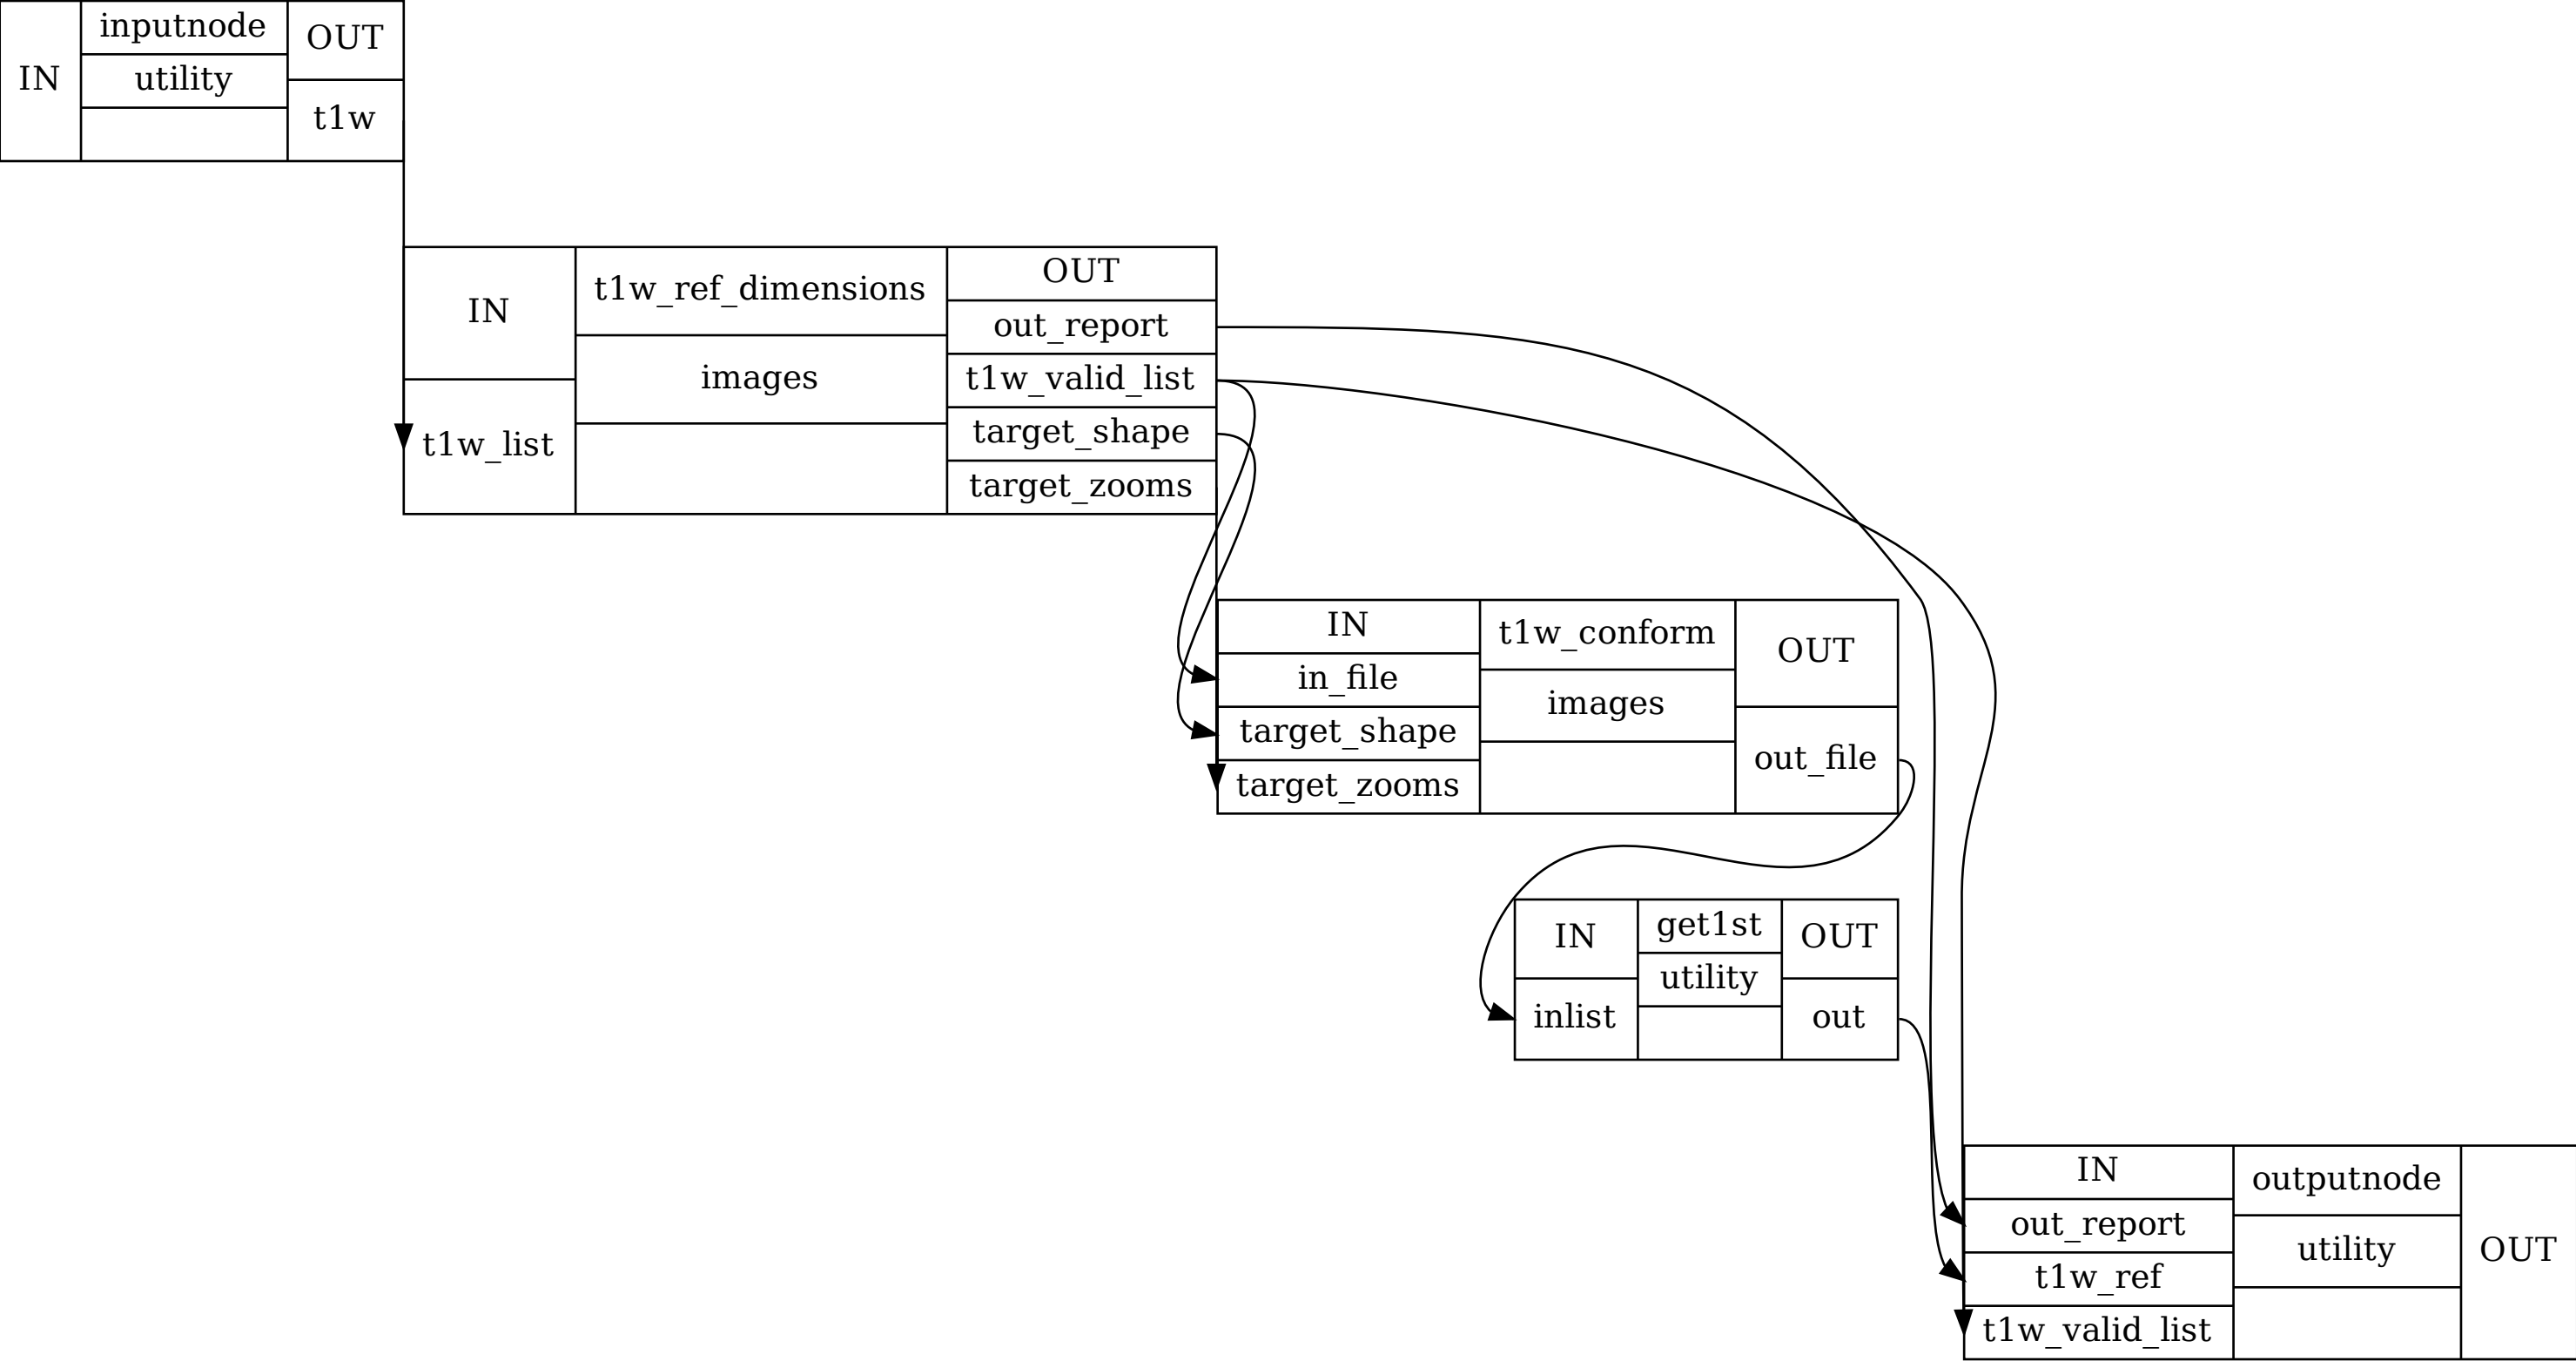 IN
inputnode
utility
OUT
t1w
IN
t1w_list
t1w_ref_dimensions
images
OUT
out_report
t1w_valid_list
target_shape
target_zooms
IN
in_file
target_shape
target_zooms
t1w_conform
images
OUT
out_file
IN
inlist
get1st
utility
OUT
out
IN
out_report
t1w_ref
t1w_valid_list
outputnode
utility
OUT